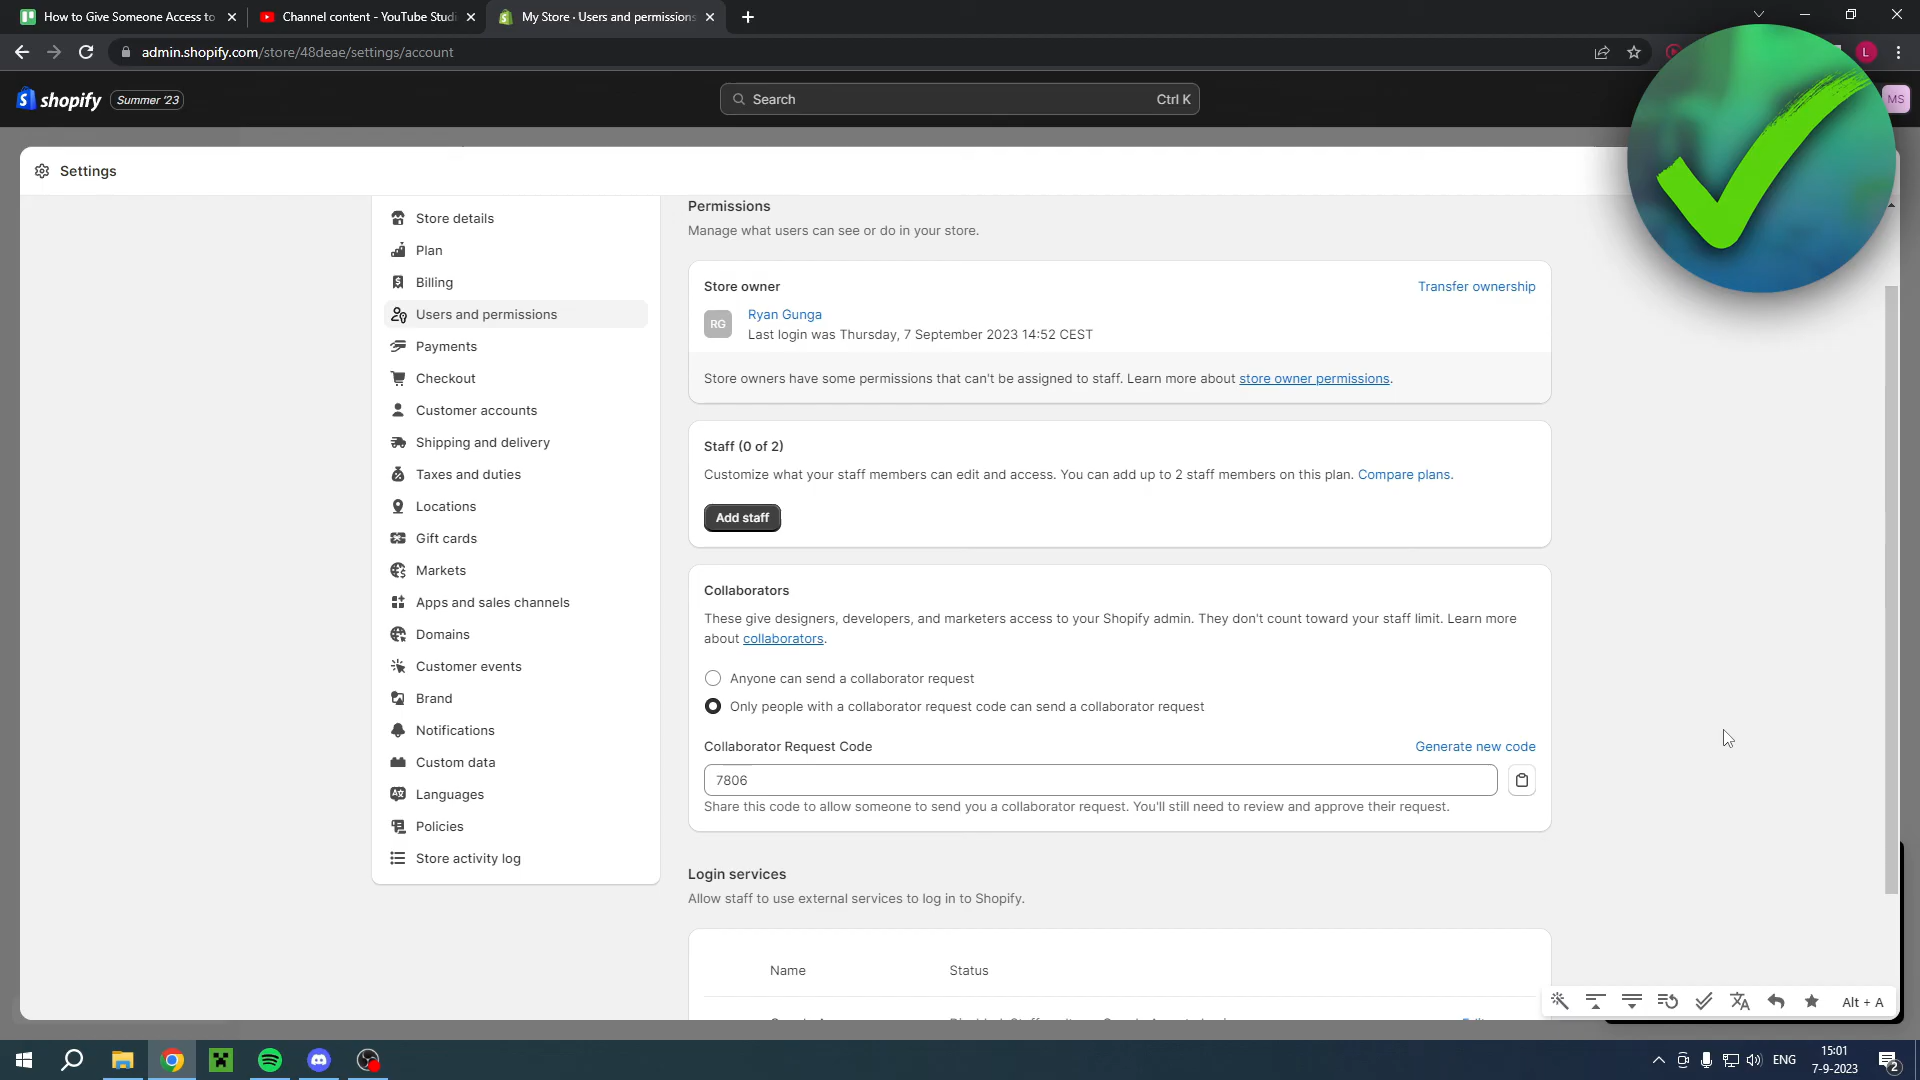 How to Give Someone Access to
Channel content - YouTube Studi
My Store · Users and permissions
admin.shopify.com/store/48deae/settings/account
L
shopify
Summer '23
Search
Ctrl K
MS
Settings
Store details
Plan
Billing
Users and permissions
Payments
Checkout
Customer accounts
Shipping and delivery
Taxes and duties
Locations
Gift cards
Markets
Apps and sales channels
Domains
Customer events
Brand
Notifications
Custom data
Languages
Policies
Store activity log
Permissions
Manage what users can see or do in your store.
Store owner
Transfer ownership
RG
Ryan Gunga
Last login was Thursday, 7 September 2023 14:52 CEST
Store owners have some permissions that can't be assigned to staff. Learn more about store owner permissions.
Staff (0 of 2)
Customize what your staff members can edit and access. You can add up to 2 staff members on this plan. Compare plans.
Add staff
Collaborators
These give designers, developers, and marketers access to your Shopify admin. They don't count toward your staff limit. Learn more
about collaborators.
Anyone can send a collaborator request
Only people with a collaborator request code can send a collaborator request
Collaborator Request Code
Generate new code
7806
Share this code to allow someone to send you a collaborator request. You'll still need to review and approve their request.
Login services
Allow staff to use external services to log in to Shopify.
Name
Status
Alt + A
ENG
15:01
7-9-2023
2